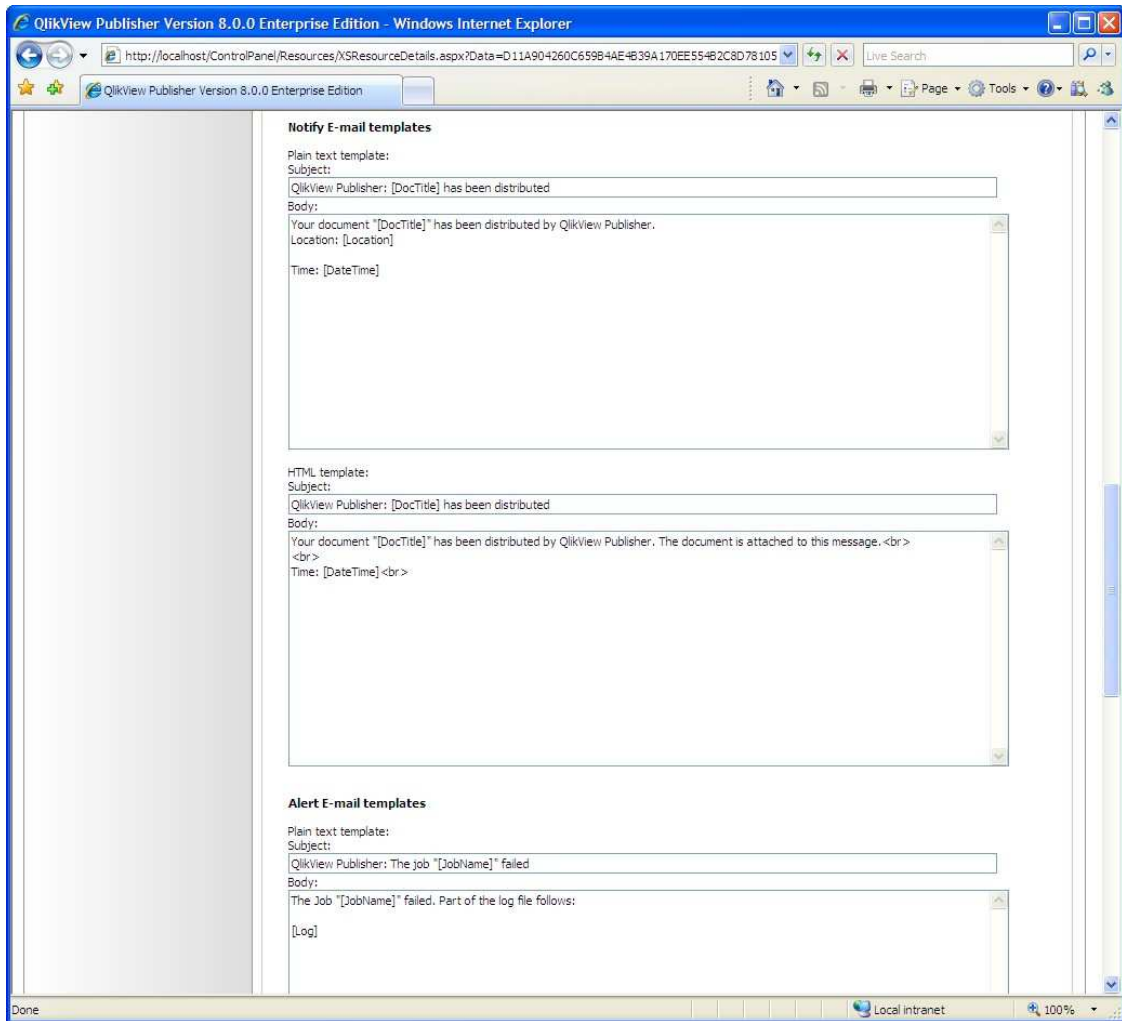 QlikView Publisher Version 8.0.0 Enterprise Edition - Windows Internet Explorer
http://localhost/ControlPanel/Resources/XSResourceDetails.aspx?Data=D11A904260C659B4AE4B39A170EE554B2C8D78105
Live Search
QlikView Publisher Version 8.0.0 Enterprise Edition
Page
Tools
Notify E-mail templates
Plain text template:
Subject:
QlikView Publisher: [DocTitle] has been distributed
Body:
Your document "[DocTitle]" has been distributed by QlikView Publisher.
Location: [Location]
Time: [DateTime]
HTML template:
Subject:
QlikView Publisher: [DocTitle] has been distributed
Body:
Your document "[DocTitle]" has been distributed by QlikView Publisher. The document is attached to this message.<br>
<br>
Time: [DateTime]<br>
Alert E-mail templates
Plain text template:
Subject:
QlikView Publisher: The job "[JobName]" failed
Body:
The Job "[JobName]" failed. Part of the log file follows:
[Log]
Done
Local intranet
100%